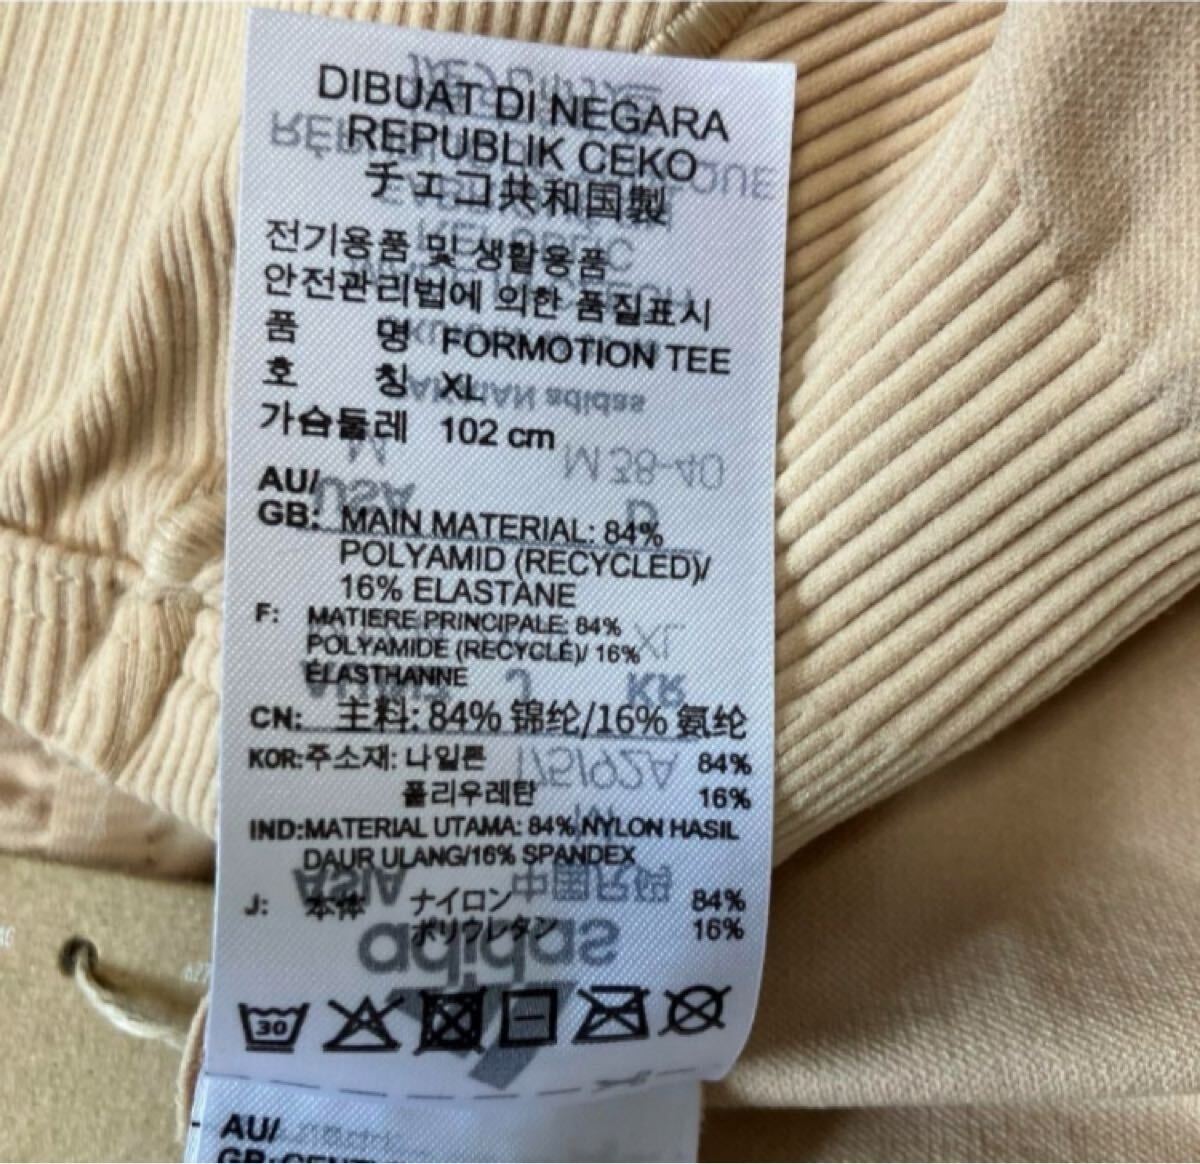 DIBUAT DI NEGARA
REPUBLIK CEKO
チェコ共和国製
전기용품 및 생활용품
안전관리법에 의한 품질표시
품 명 FORMOTION TEE
호 칭 XL
가슴둘레 102 cm
AU/
GB: MAIN MATERIAL: 84%
POLYAMID (RECYCLED)/
16% ELASTANE
F: MATIERE PRINCIPALE: 84%
POLYAMIDE (RECYCLÉ)/ 16%
ÉLASTHANNE
CN: 主料: 84% 锦纶/16% 氨纶
KOR:주소재: 나일론 84%
폴리우레탄 16%
IND:MATERIAL UTAMA: 84% NYLON HASIL
DAUR ULANG/16% SPANDEX
J: 本体 ナイロン 84%
ポリウレタン 16%
adidas
30
AU/